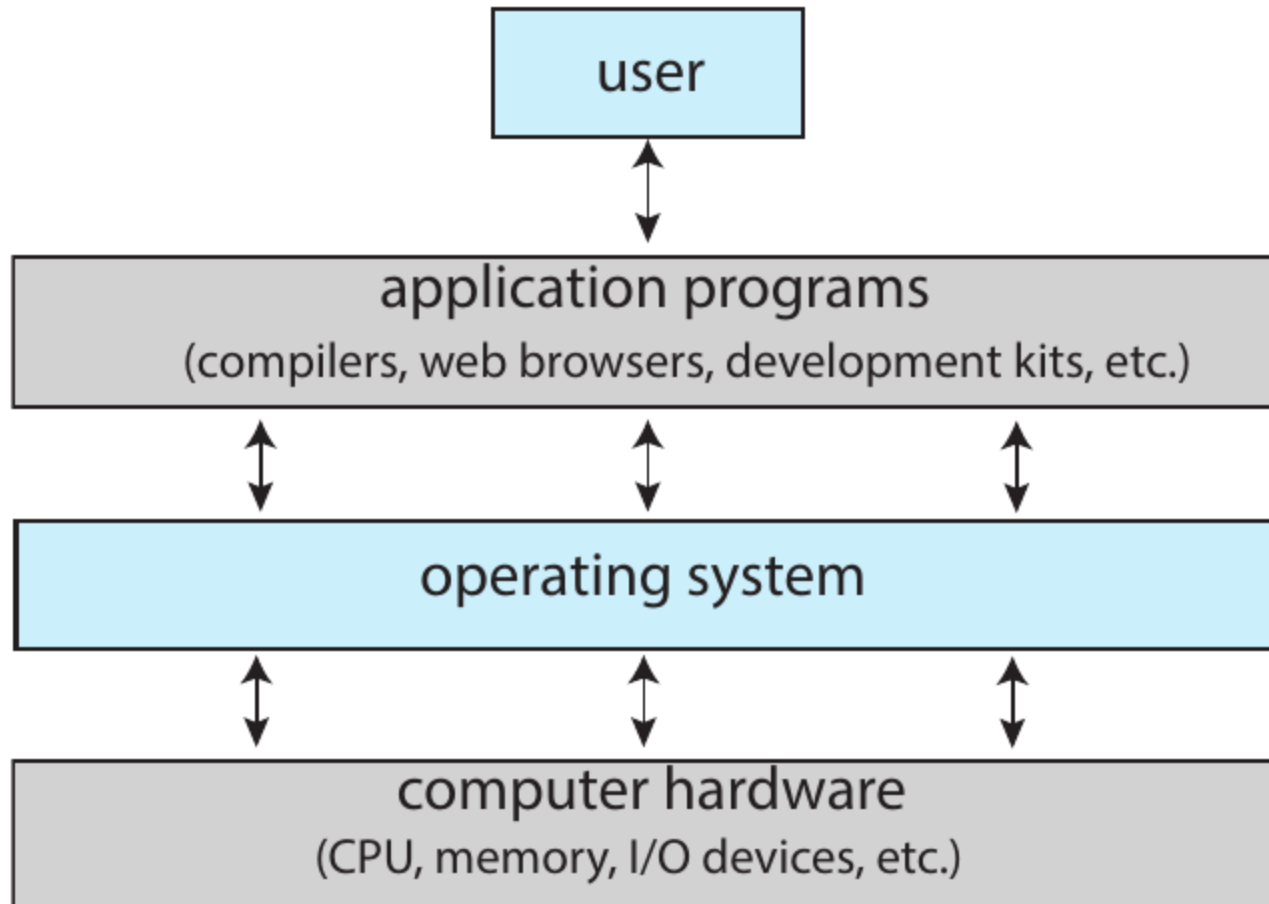 user
application programs
(compilers, web browsers, development kits, etc.)
operating system
computer hardware
(CPU, memory, I/O devices, etc.)